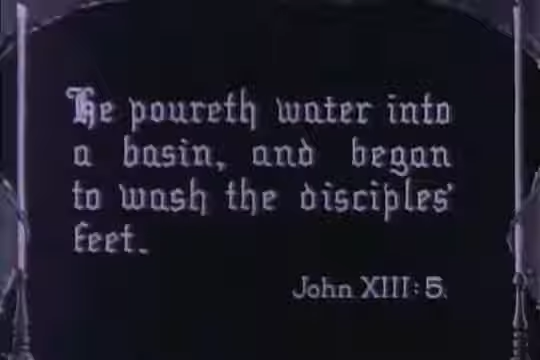 He poureth water into
a basin, and began
to wash the disciples'
feet.
John XIII:5.